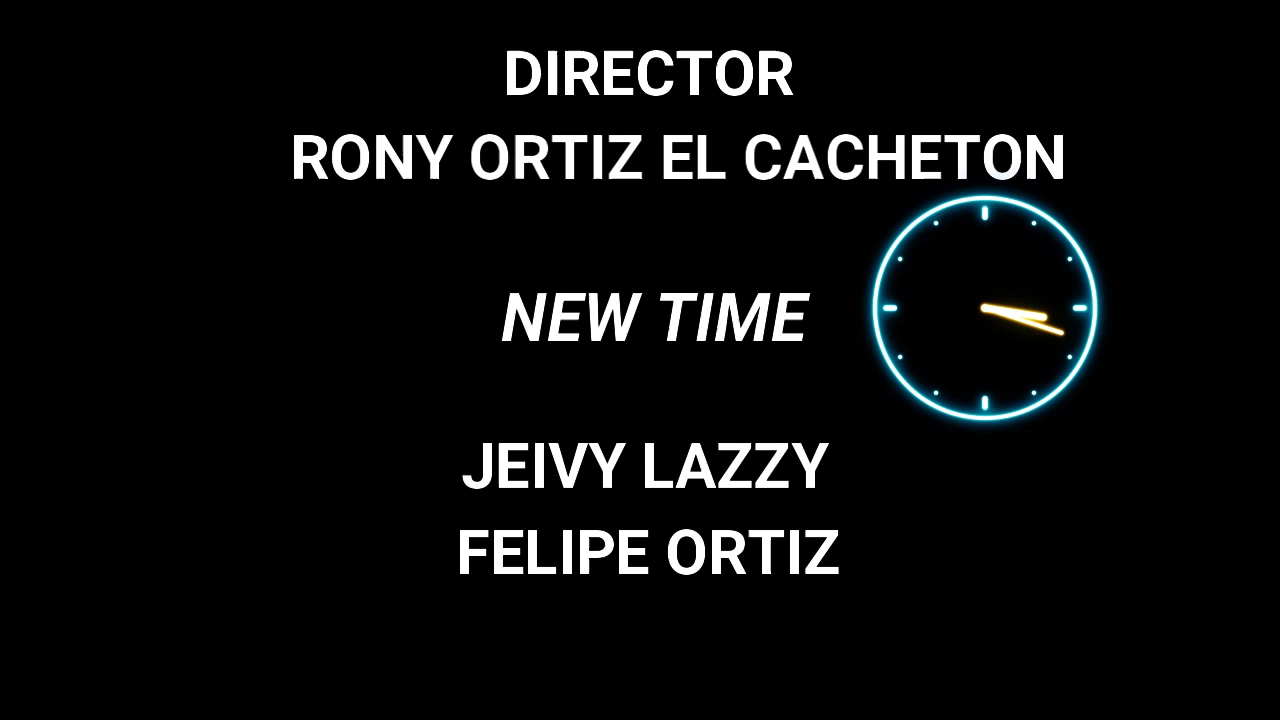 DIRECTOR
RONY ORTIZ EL CACHETON
NEW TIME
JEIVY LAZZY
FELIPE ORTIZ